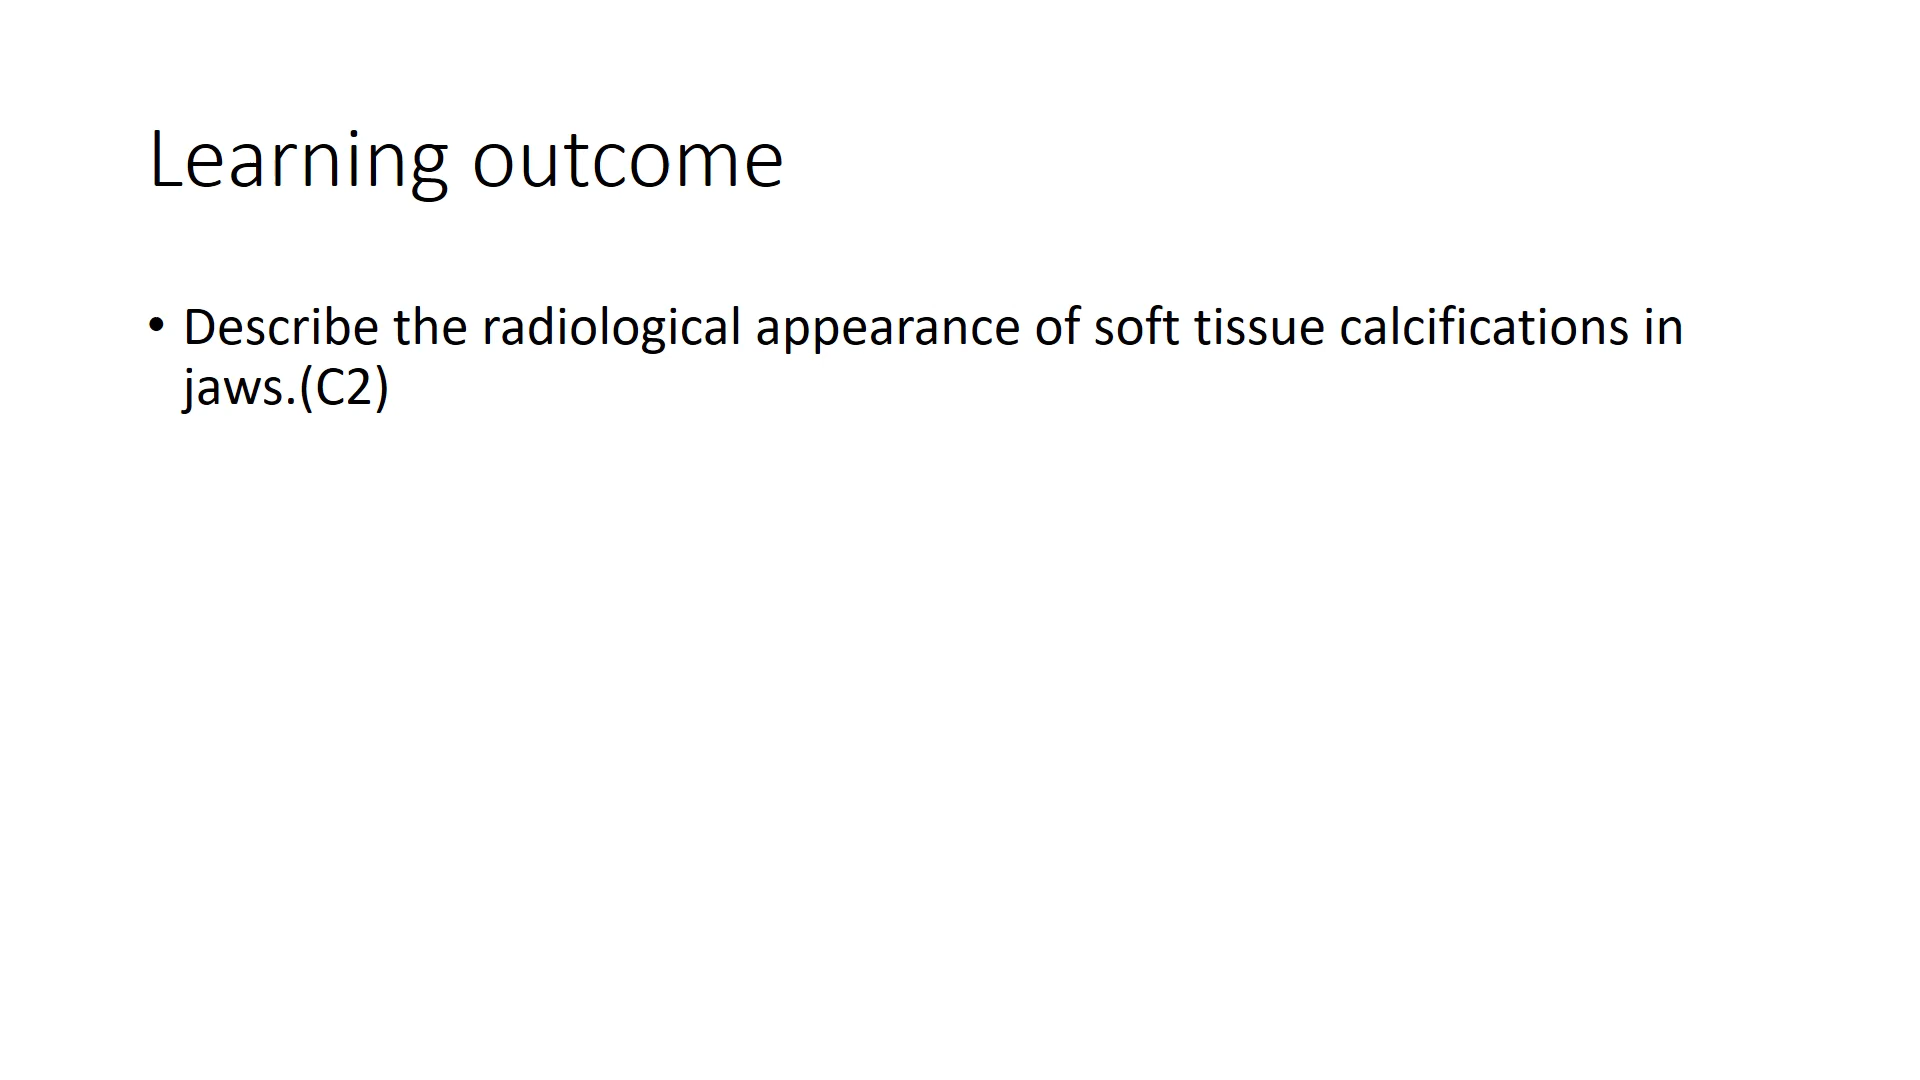 Learning outcome
• Describe the radiological appearance of soft tissue calcifications in
jaws.(C2)